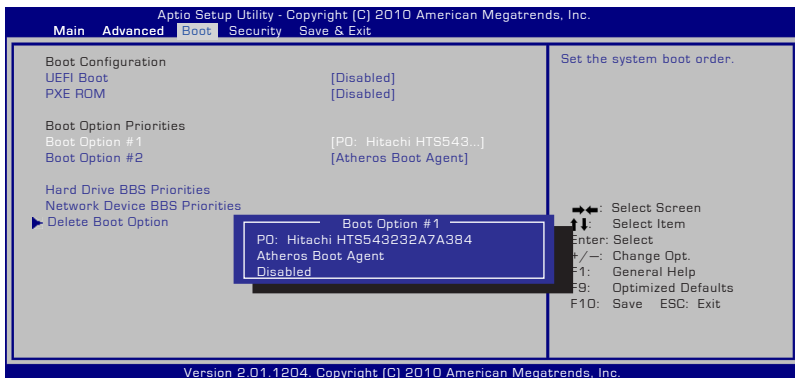 Aptio Setup Utility - Copyright (C) 2010 American Megatrends, Inc.
Main Advanced Boot Security Save & Exit
Boot Configuration
UEFI Boot [Disabled]
PXE ROM [Disabled]
Boot Option Priorities
Boot Option #1 [P0: Hitachi HTS543...]
Boot Option #2 [Atheros Boot Agent]
Hard Drive BBS Priorities
Network Device BBS Priorities
Delete Boot Option
Boot Option #1
P0: Hitachi HTS543232A7A384
Atheros Boot Agent
Disabled
Set the system boot order.
→←: Select Screen
↑↓: Select Item
Enter: Select
+/—: Change Opt.
F1: General Help
F9: Optimized Defaults
F10: Save ESC: Exit
Version 2.01.1204. Copyright (C) 2010 American Megatrends, Inc.